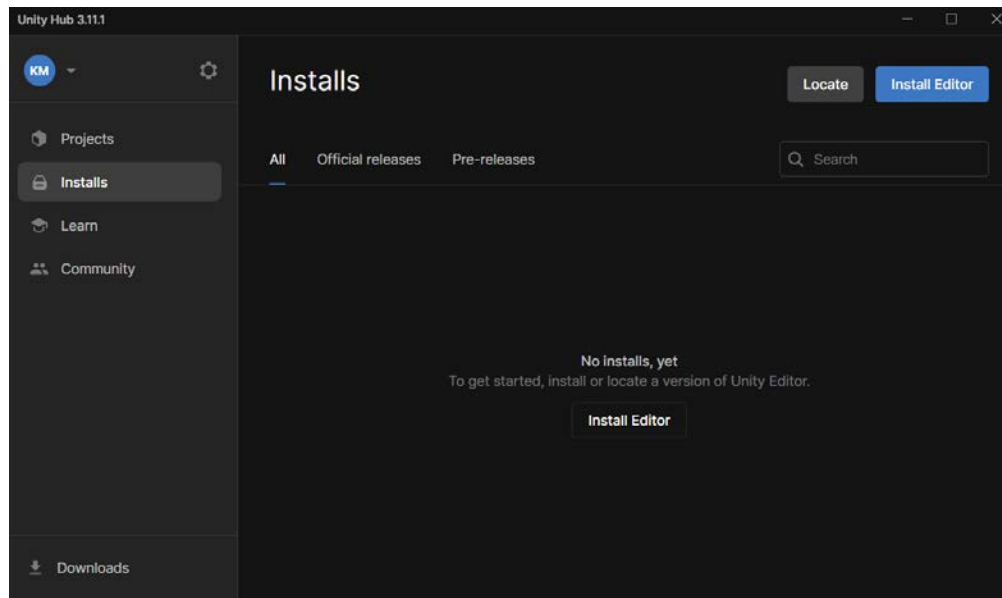 Unity Hub 3.11.1
KM
Projects
Installs
Learn
Community
Downloads
Installs
Locate
Install Editor
All
Official releases
Pre-releases
Search
No installs, yet
To get started, install or locate a version of Unity Editor.
Install Editor